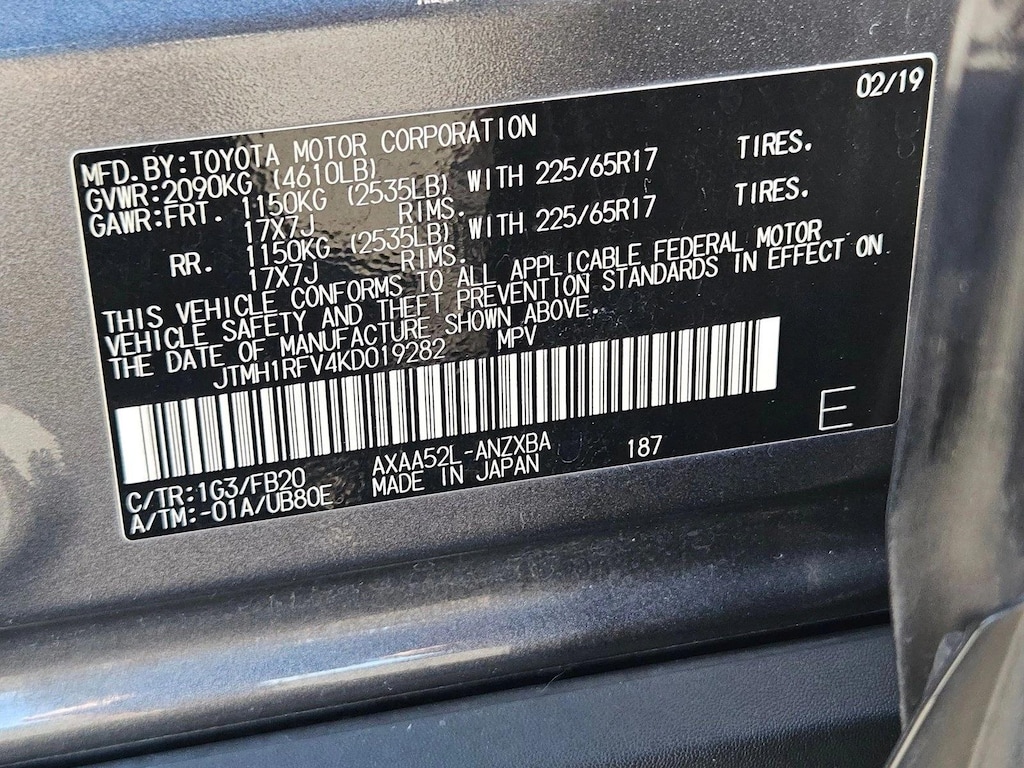 02/19
MFD.BY:TOYOTA MOTOR CORPORATION
GVWR:2090KG (4610LB)
GAWR:FRT. 1150KG (2535LB) WITH 225/65R17 TIRES.
17X7J RIMS.
RR. 1150KG (2535LB) WITH 225/65R17 TIRES.
17X7J RIMS.
THIS VEHICLE CONFORMS TO ALL APPLICABLE FEDERAL MOTOR
VEHICLE SAFETY AND THEFT PREVENTION STANDARDS IN EFFECT ON
THE DATE OF MANUFACTURE SHOWN ABOVE.
JTMH1RFV4KD019282 MPV
E
C/TR:1G3/FB20 AXAA52L-ANZXBA 187
A/TM:-01A/UB80E MADE IN JAPAN